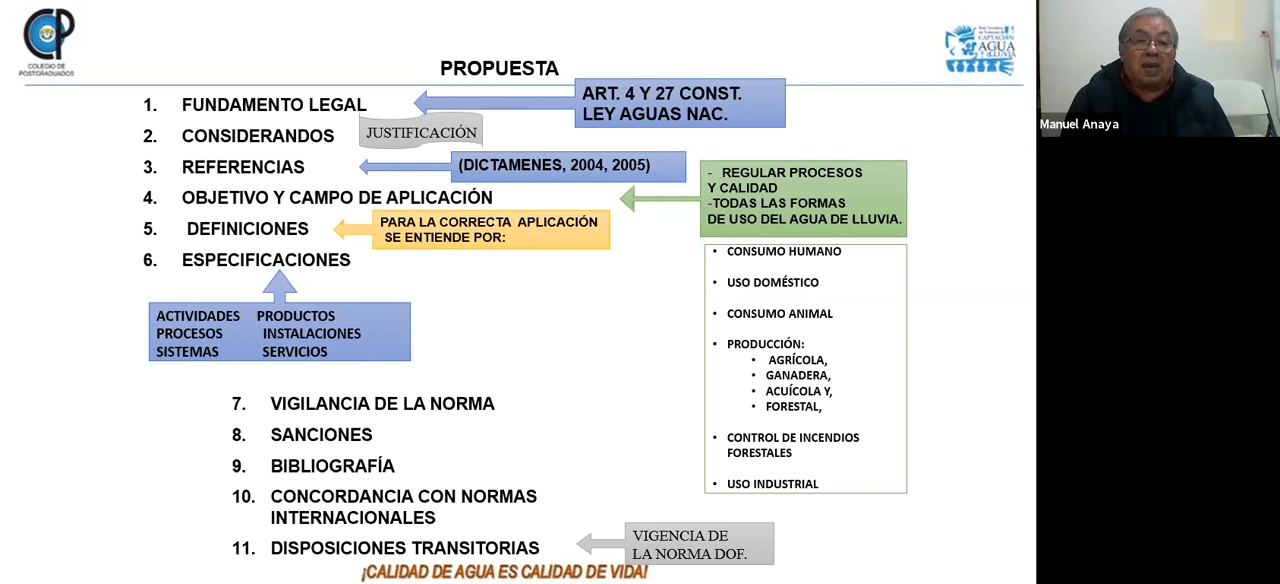 CP
COLEGIO DE
POSTGRADUADOS
CAPTACIÓN
AGUA
PROPUESTA
1. FUNDAMENTO LEGAL
ART. 4 Y 27 CONST.
LEY AGUAS NAC.
2. CONSIDERANDOS
JUSTIFICACIÓN
3. REFERENCIAS
(DICTAMENES, 2004, 2005)
4. OBJETIVO Y CAMPO DE APLICACIÓN
- REGULAR PROCESOS
Y CALIDAD
-TODAS LAS FORMAS
DE USO DEL AGUA DE LLUVIA.
5. DEFINICIONES
PARA LA CORRECTA APLICACIÓN
SE ENTIENDE POR:
6. ESPECIFICACIONES
ACTIVIDADES PRODUCTOS
PROCESOS INSTALACIONES
SISTEMAS SERVICIOS
• CONSUMO HUMANO
• USO DOMÉSTICO
• CONSUMO ANIMAL
• PRODUCCIÓN:
• AGRÍCOLA,
• GANADERA,
• ACUÍCOLA Y,
• FORESTAL,
• CONTROL DE INCENDIOS
FORESTALES
• USO INDUSTRIAL
7. VIGILANCIA DE LA NORMA
8. SANCIONES
9. BIBLIOGRAFÍA
10. CONCORDANCIA CON NORMAS
INTERNACIONALES
11. DISPOSICIONES TRANSITORIAS
VIGENCIA DE
LA NORMA DOF.
¡CALIDAD DE AGUA ES CALIDAD DE VIDA!
Manuel Anaya